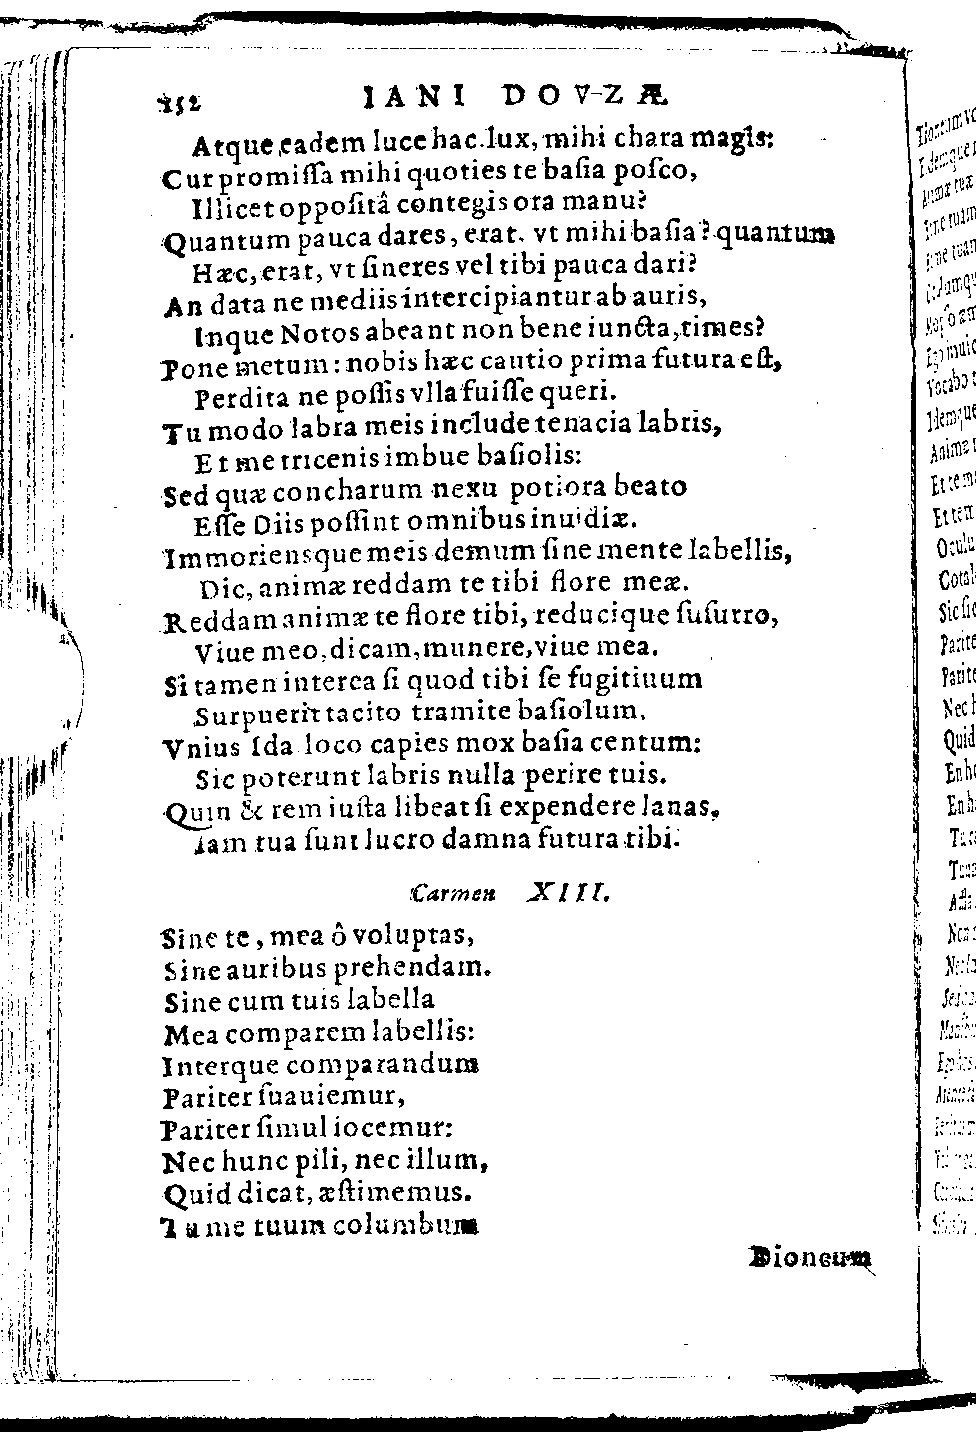 152 IANI DOVZÆ
Atque eadem luce hac lux, mihi chara magis:
Cur promiſſa mihi quoties te baſia poſco,
Illicet oppoſitâ contegis ora manu?
Quantum pauca dares, erat, vt mihi baſia? quantum
Hæc, erat, vt ſineres vel tibi pauca dari?
An data ne mediis intercipiantur ab auris,
Inque Notos abeant non bene iuncta, times?
Pone metum: nobis hæc cautio prima futura eſt,
Perdita ne poſſis vlla fuiſſe queri.
Tu modo labra meis include tenacia labris,
Et me tricenis imbue baſiolis:
Sed quæ concharum nexu potiora beato
Eſſe Diis poſſint omnibus inuidiæ.
Immoriensque meis demum ſine mente labellis,
Dic, animæ reddam te tibi flore meæ.
Reddam animæ te flore tibi, reducique ſuſurro,
Viue meo, dicam, munere, viue mea.
Si tamen interea ſi quod tibi ſe fugitiuum
Surpuerit tacito tramite baſiolum.
Vnius Ida loco capies mox baſia centum:
Sic poterunt labris nulla perire tuis.
Quin & rem iuſta libeat ſi expendere lanas,
Iam tua ſunt lucro damna futura tibi.
Carmen XIII.
Sine te, mea ô voluptas,
Sine auribus prehendam.
Sine cum tuis labella
Mea comparem labellis:
Interque comparandum
Pariter ſuauiemur,
Pariter ſimul iocemur:
Nec hunc pili, nec illum,
Quid dicat, æſtimemus.
Tu me tuum columbum
Dioneum